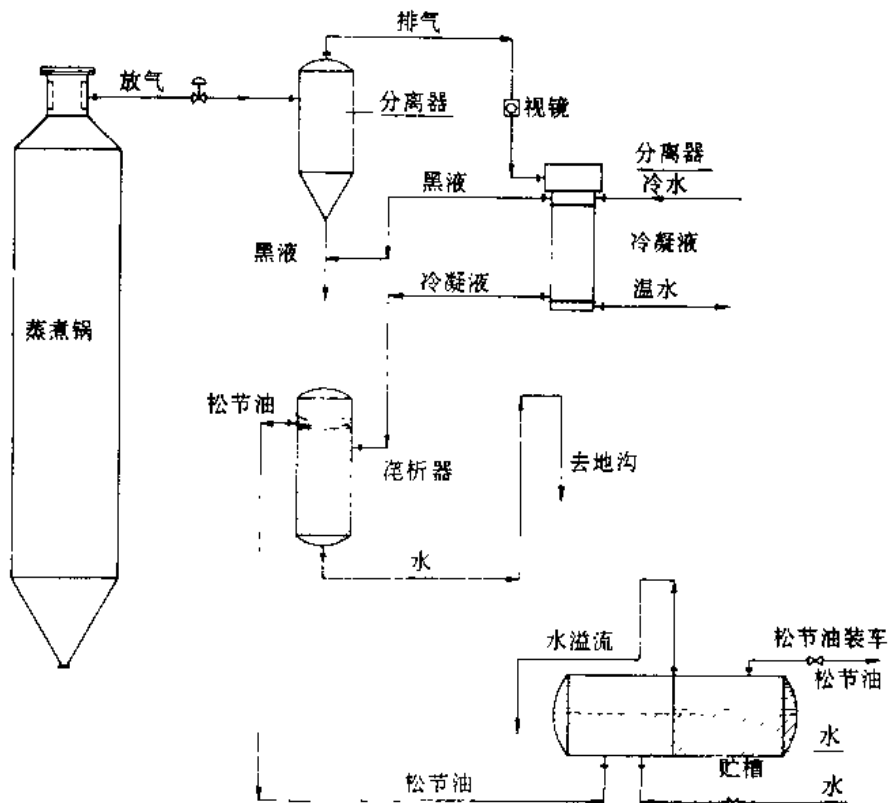 排气
放气
分离器
视镜
分离器
冷水
黑液
冷凝液
黑液
冷凝液
温水
蒸煮锅
松节油
析器
去地沟
水
水溢流
松节油装车
松节油
水
贮槽
松节油
水